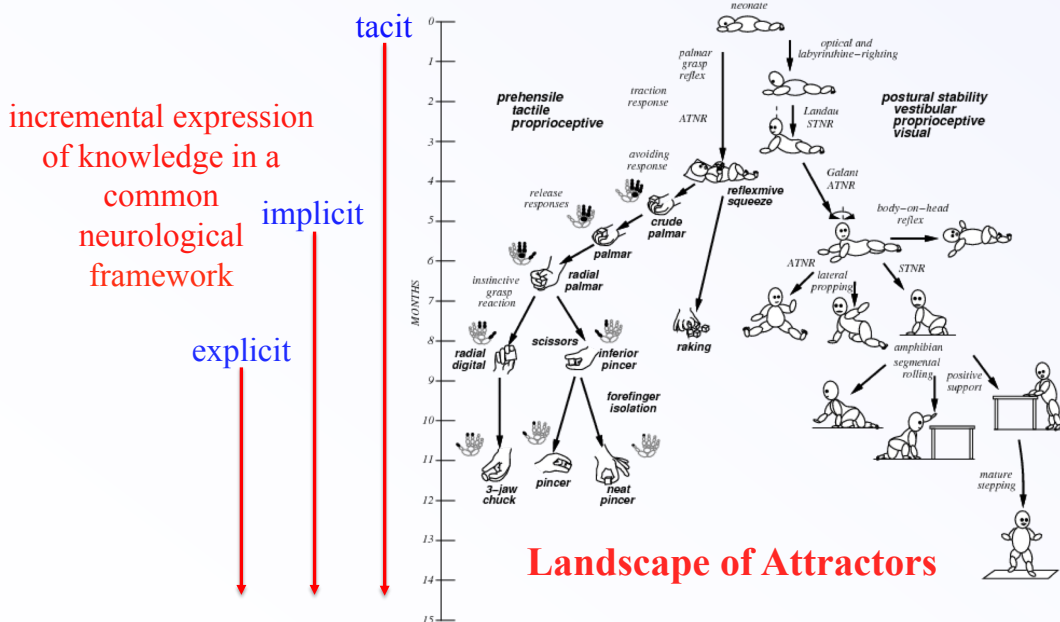 tacit
incremental expression
of knowledge in a
common
neurological
framework
implicit
explicit
MONTHS
0
1
2
3
4
5
6
7
8
9
10
11
12
13
14
15
neonate
optical and
labyrinthine-righting
palmar
grasp
reflex
traction
response
ATNR
prehensile
tactile
proprioceptive
Landau
STNR
postural stability
vestibular
proprioceptive
visual
avoiding
response
reflexmive
squeeze
Galant
ATNR
release
responses
crude
palmar
body-on-head
reflex
palmar
instinctive
grasp
reaction
radial
palmar
ATNR
lateral
propping
STNR
raking
radial
digital
scissors
inferior
pincer
amphibian
segmental
rolling
positive
support
forefinger
isolation
3-jaw
chuck
pincer
neat
pincer
mature
stepping
Landscape of Attractors